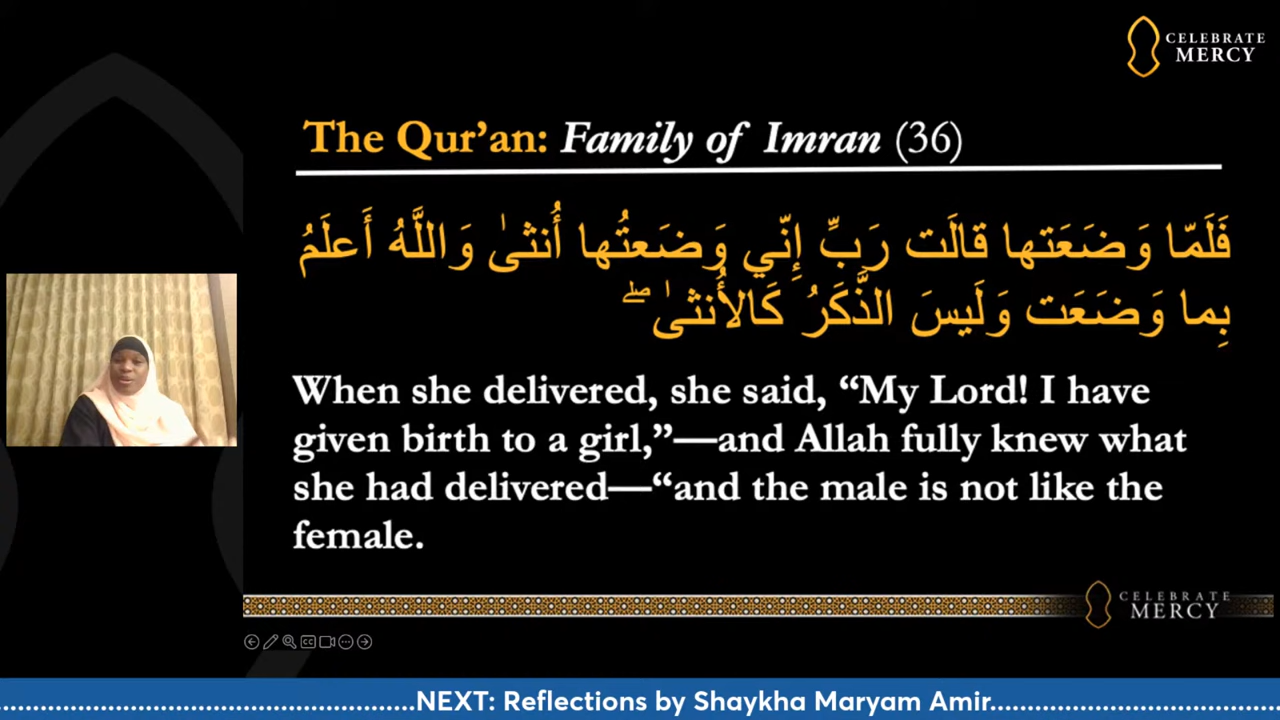 CELEBRATE
MERCY
The Qur’an: Family of Imran (36)
فَلَمّا وَضَعَتها قالَت رَبِّ إِنّي وَضَعتُها أُنثىٰ وَاللَّهُ أَعلَمُ
بِما وَضَعَت وَلَيسَ الذَّكَرُ كَالأُنثىٰ ۖ
When she delivered, she said, “My Lord! I have
given birth to a girl,”—and Allah fully knew what
she had delivered—“and the male is not like the
female.
CELEBRATE
MERCY
CC
NEXT: Reflections by Shaykha Maryam Amir